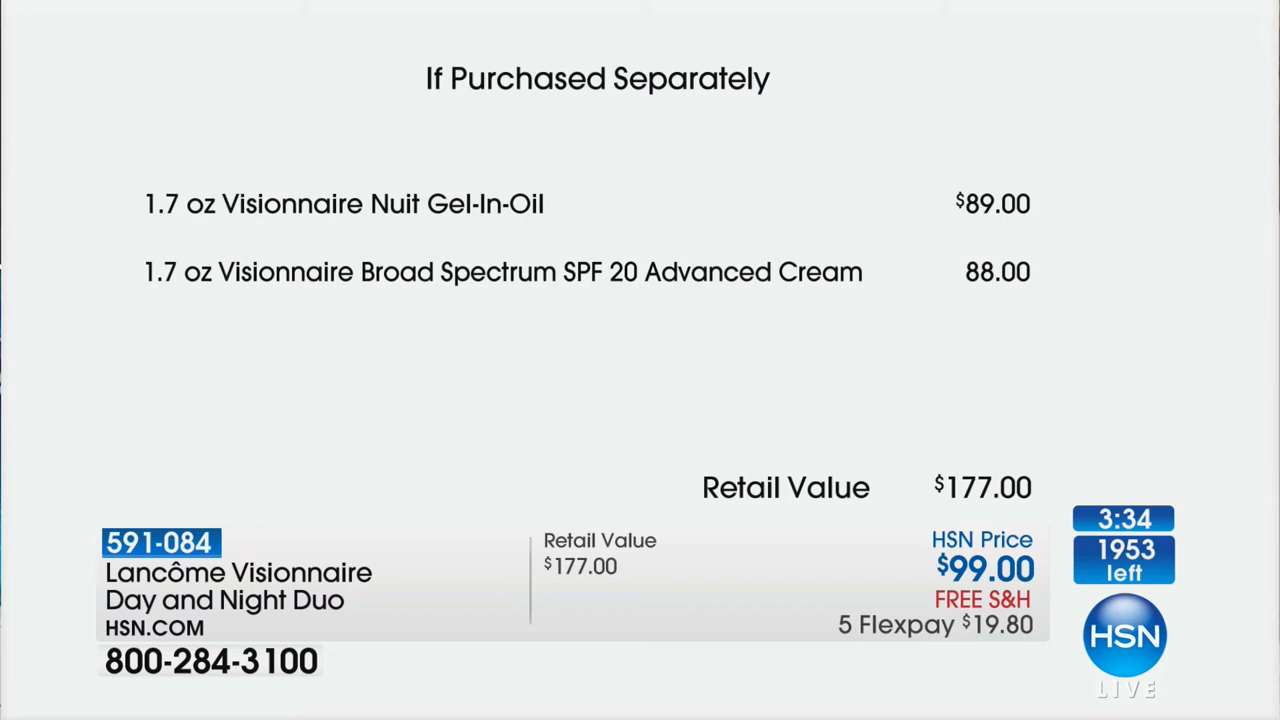 If Purchased Separately
1.7 oz Visionnaire Nuit Gel-In-Oil $89.00
1.7 oz Visionnaire Broad Spectrum SPF 20 Advanced Cream 88.00
Retail Value $177.00
591-084
Lancôme Visionnaire
Day and Night Duo
HSN.COM
800-284-3100
Retail Value
$177.00
HSN Price
$99.00
FREE S&H
5 Flexpay $19.80
3:34
1953
left
HSN
LIVE